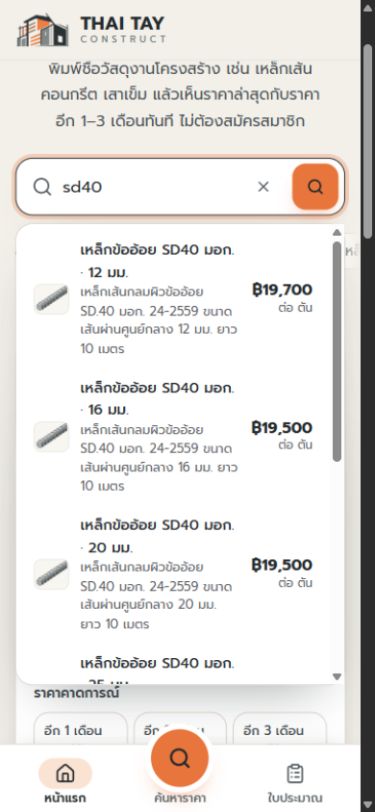 THAI TAY
CONSTRUCT
พิมพ์ชื่อวัสดุงานโครงสร้าง เช่น เหล็กเส้น
คอนกรีต เสาเข็ม แล้วเห็นราคาล่าสุดกับราคา
อีก 1–3 เดือนทันที ไม่ต้องสมัครสมาชิก
sd40
เหล็กข้ออ้อย SD40 มอก.
· 12 มม.
เหล็กเส้นกลมผิวข้ออ้อย
SD.40 มอก. 24-2559 ขนาด
เส้นผ่านศูนย์กลาง 12 มม. ยาว
10 เมตร
฿19,700
ต่อ ตัน
เหล็กข้ออ้อย SD40 มอก.
· 16 มม.
เหล็กเส้นกลมผิวข้ออ้อย
SD.40 มอก. 24-2559 ขนาด
เส้นผ่านศูนย์กลาง 16 มม. ยาว
10 เมตร
฿19,500
ต่อ ตัน
เหล็กข้ออ้อย SD40 มอก.
· 20 มม.
เหล็กเส้นกลมผิวข้ออ้อย
SD.40 มอก. 24-2559 ขนาด
เส้นผ่านศูนย์กลาง 20 มม.
ยาว 10 เมตร
฿19,500
ต่อ ตัน
เหล็กข้ออ้อย SD40 มอก.
ราคาคาดการณ์
อีก 1 เดือน
อีก 3 เดือน
หน้าแรก
ค้นหาราคา
ใบประมาณ